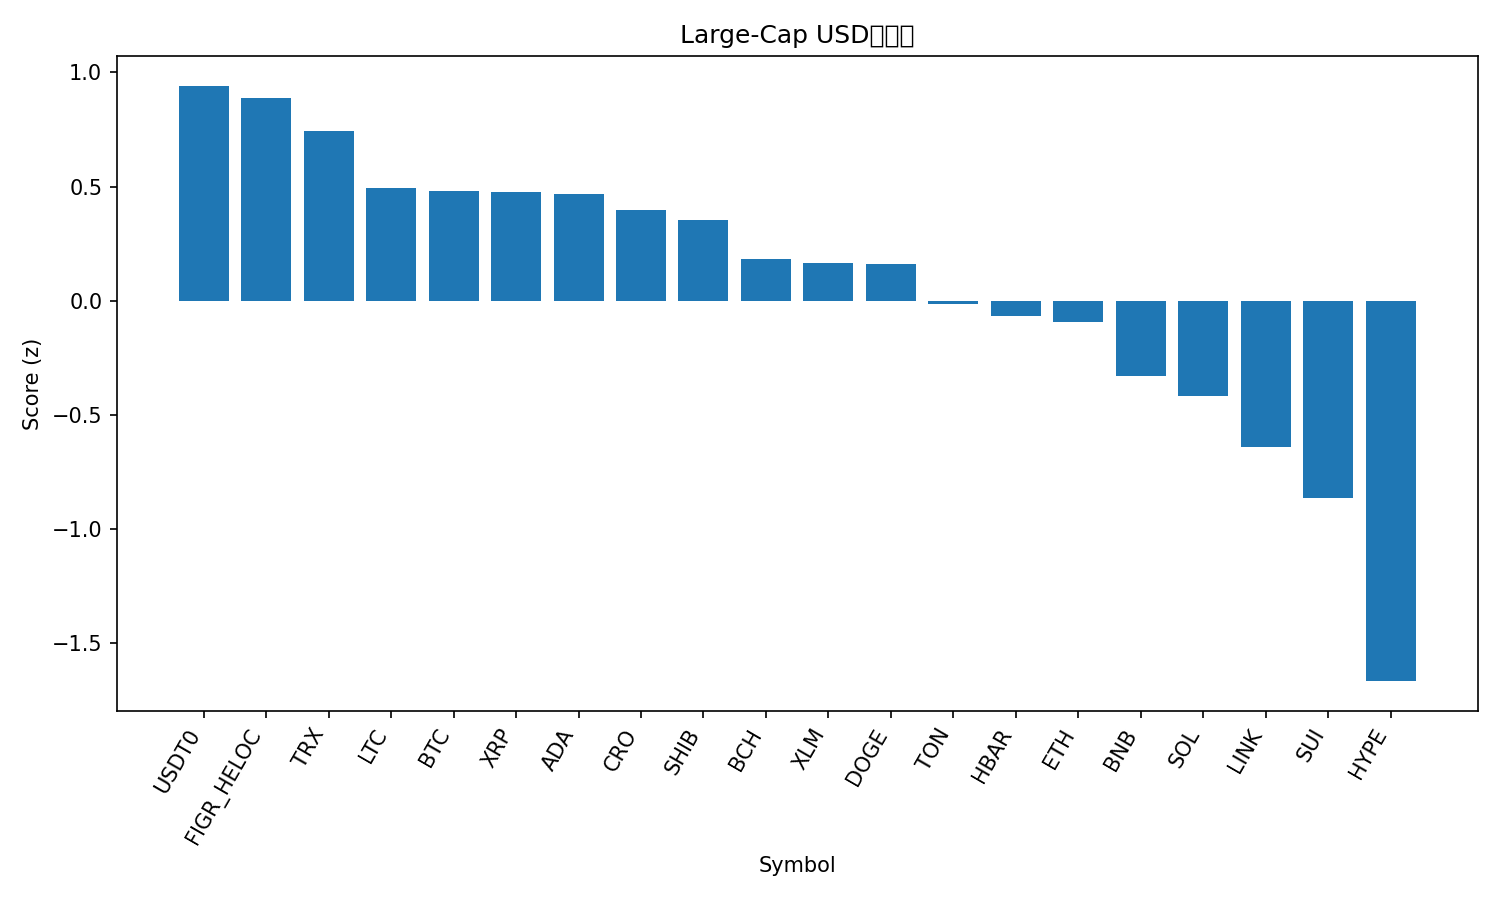 Large-Cap USD
Score (z)
1.0
0.5
0.0
−0.5
−1.0
−1.5
USDT0
FIGR_HELOC
TRX
LTC
BTC
XRP
ADA
CRO
SHIB
BCH
XLM
DOGE
TON
HBAR
ETH
BNB
SOL
LINK
SUI
HYPE
Symbol